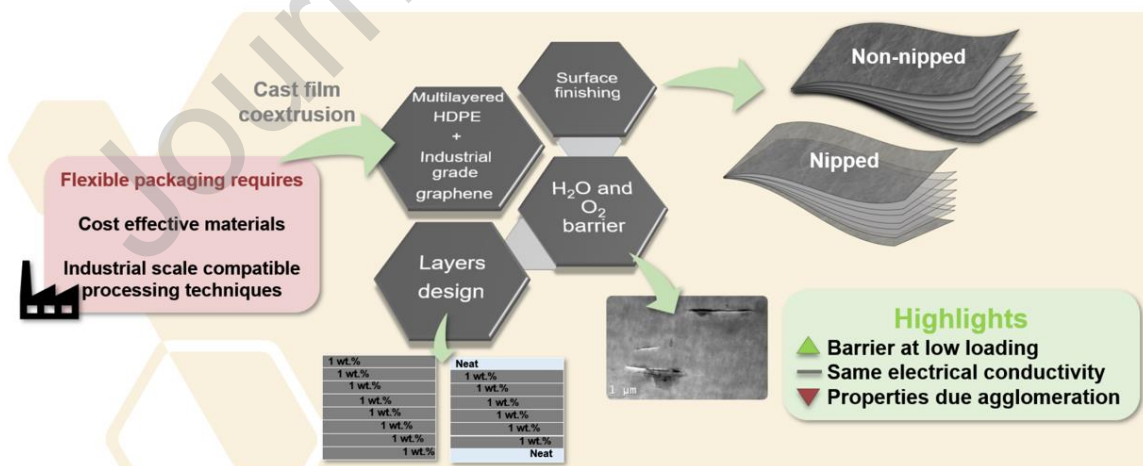 Journ
Cast film
coextrusion
Flexible packaging requires
Cost effective materials
Industrial scale compatible
processing techniques
Multilayered
HDPE
+
Industrial
grade
graphene
Surface
finishing
H₂O and
O₂
barrier
Layers
design
Non-nipped
Nipped
1 wt.%
1 wt.%
1 wt.%
1 wt.%
1 wt.%
1 wt.%
1 wt.%
1 wt.%
Neat
1 wt.%
1 wt.%
1 wt.%
1 wt.%
1 wt.%
1 wt.%
Neat
1 µm
Highlights
Barrier at low loading
Same electrical conductivity
Properties due agglomeration